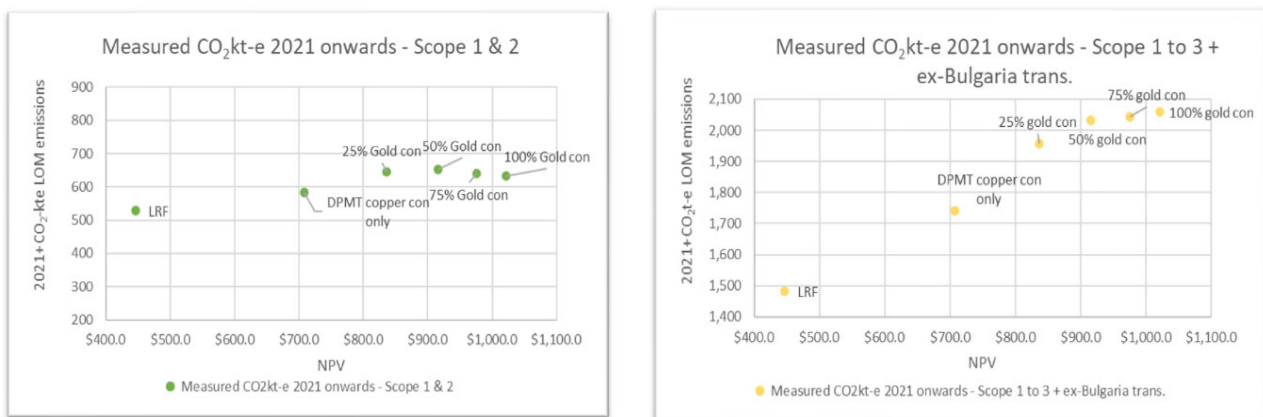 Measured CO₂kt-e 2021 onwards - Scope 1 & 2
2021+ CO₂-kte LOM emissions
900
800
700
600
500
400
300
200
25% Gold con
50% Gold con
100% Gold con
75% Gold con
DPMT copper con
only
LRF
$400.0 $500.0 $600.0 $700.0 $800.0 $900.0 $1,000.0 $1,100.0
NPV
Measured CO2kt-e 2021 onwards - Scope 1 & 2
Measured CO₂kt-e 2021 onwards - Scope 1 to 3 +
ex-Bulgaria trans.
2021+ CO₂t-e LOM emissions
2,100
2,000
1,900
1,800
1,700
1,600
1,500
1,400
75% gold con
100% gold con
25% gold con
50% gold con
DPMT copper con
only
LRF
$400.0 $500.0 $600.0 $700.0 $800.0 $900.0 $1,000.0 $1,100.0
NPV
Measured CO2kt-e 2021 onwards - Scope 1 to 3 + ex-Bulgaria trans.